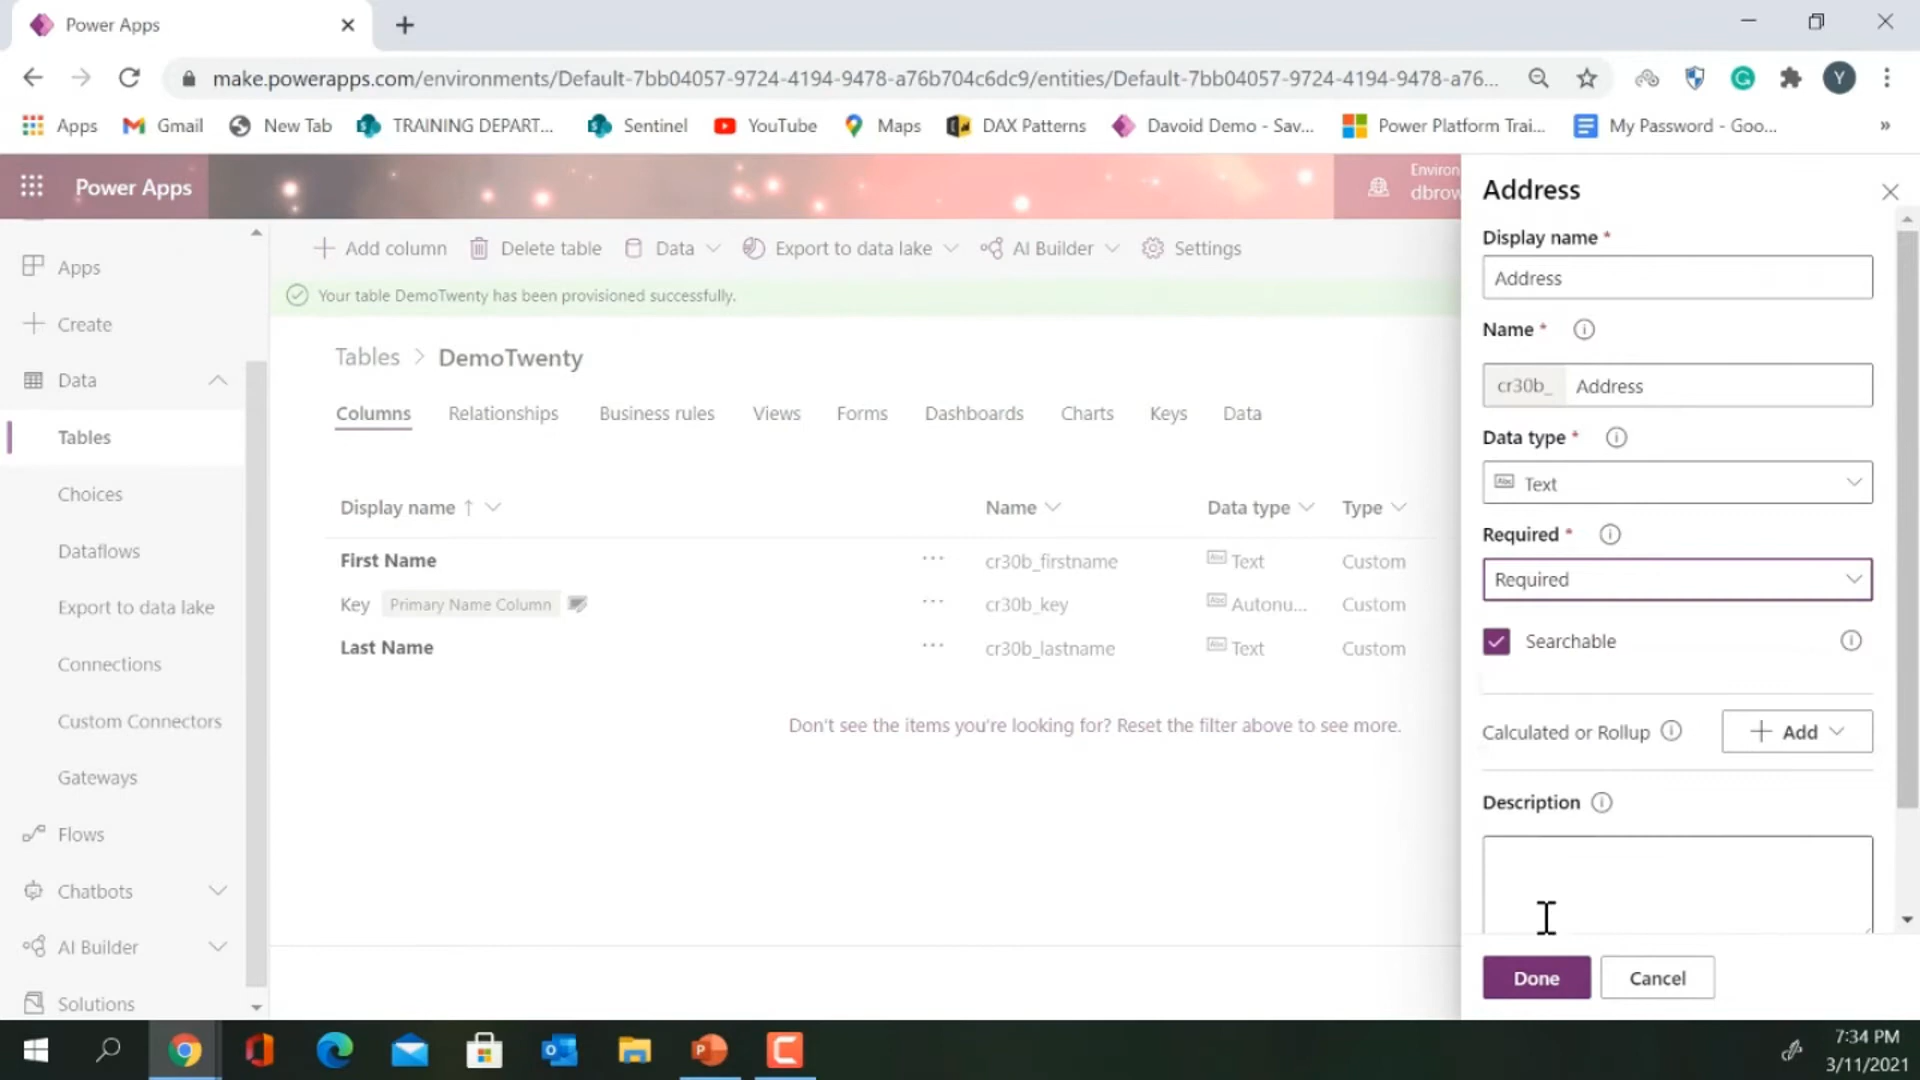 Power Apps
make.powerapps.com/environments/Default-7bb04057-9724-4194-9478-a76b704c6dc9/entities/Default-7bb04057-9724-4194-9478-a76...
Y
Apps Gmail New Tab TRAINING DEPART... Sentinel YouTube Maps DAX Patterns Davoid Demo - Sav... Power Platform Trai... My Password - Goo... »
Power Apps
Environ
dbrow
Apps
Create
Data
Tables
Choices
Dataflows
Export to data lake
Connections
Custom Connectors
Gateways
Flows
Chatbots
AI Builder
Solutions
Add column Delete table Data Export to data lake AI Builder Settings
Your table DemoTwenty has been provisioned successfully.
Tables > DemoTwenty
Columns Relationships Business rules Views Forms Dashboards Charts Keys Data
Display name ↑ Name Data type Type
First Name ... cr30b_firstname Abc Text Custom
Key Primary Name Column ... cr30b_key Abc Autonu... Custom
Last Name ... cr30b_lastname Abc Text Custom
Don't see the items you're looking for? Reset the filter above to see more.
Address
Display name *
Address
Name *
cr30b_ Address
Data type *
Abc Text
Required *
Required
Searchable
Calculated or Rollup + Add
Description
Done Cancel
7:34 PM
3/11/2021